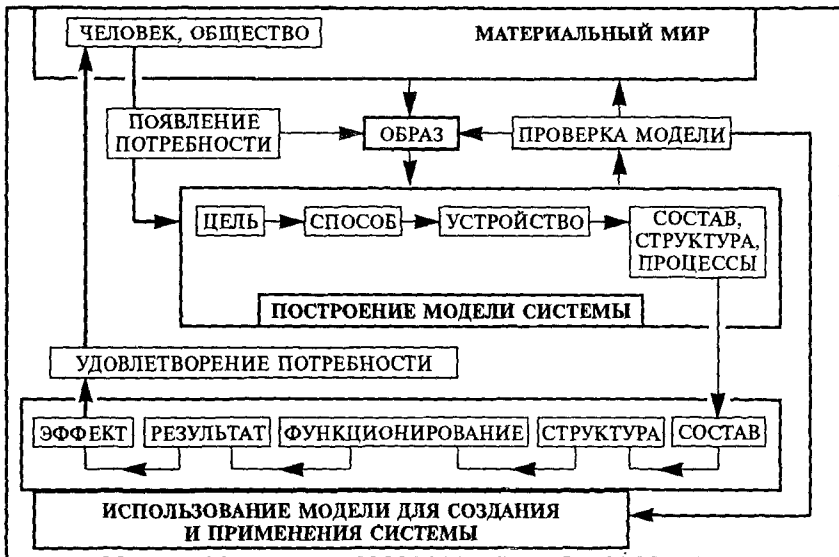 ЧЕЛОВЕК, ОБЩЕСТВО
МАТЕРИАЛЬНЫЙ МИР
ПОЯВЛЕНИЕ
ПОТРЕБНОСТИ
ОБРАЗ
ПРОВЕРКА МОДЕЛИ
ЦЕЛЬ
СПОСОБ
УСТРОЙСТВО
СОСТАВ,
СТРУКТУРА,
ПРОЦЕССЫ
ПОСТРОЕНИЕ МОДЕЛИ СИСТЕМЫ
УДОВЛЕТВОРЕНИЕ ПОТРЕБНОСТИ
ЭФФЕКТ
РЕЗУЛЬТАТ
ФУНКЦИОНИРОВАНИЕ
СТРУКТУРА
СОСТАВ
ИСПОЛЬЗОВАНИЕ МОДЕЛИ ДЛЯ СОЗДАНИЯ
И ПРИМЕНЕНИЯ СИСТЕМЫ